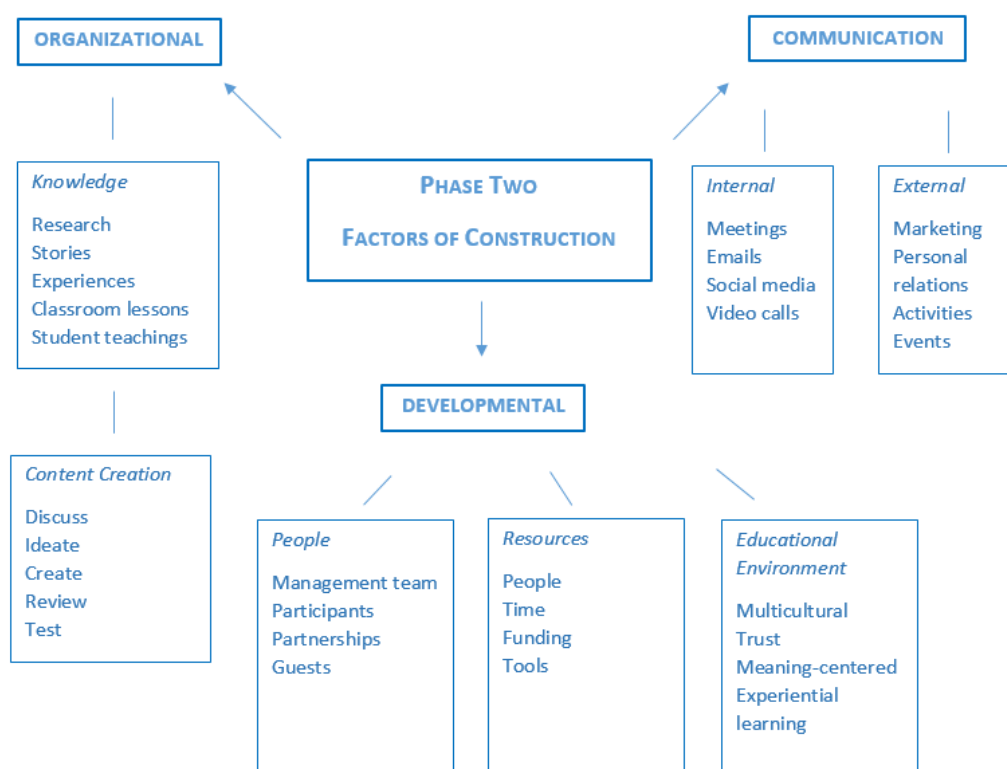 ORGANIZATIONAL
COMMUNICATION
PHASE TWO
FACTORS OF CONSTRUCTION
Knowledge
Research
Stories
Experiences
Classroom lessons
Student teachings
Internal
Meetings
Emails
Social media
Video calls
External
Marketing
Personal
relations
Activities
Events
DEVELOPMENTAL
Content Creation
Discuss
Ideate
Create
Review
Test
People
Management team
Participants
Partnerships
Guests
Resources
People
Time
Funding
Tools
Educational
Environment
Multicultural
Trust
Meaning-centered
Experiential
learning